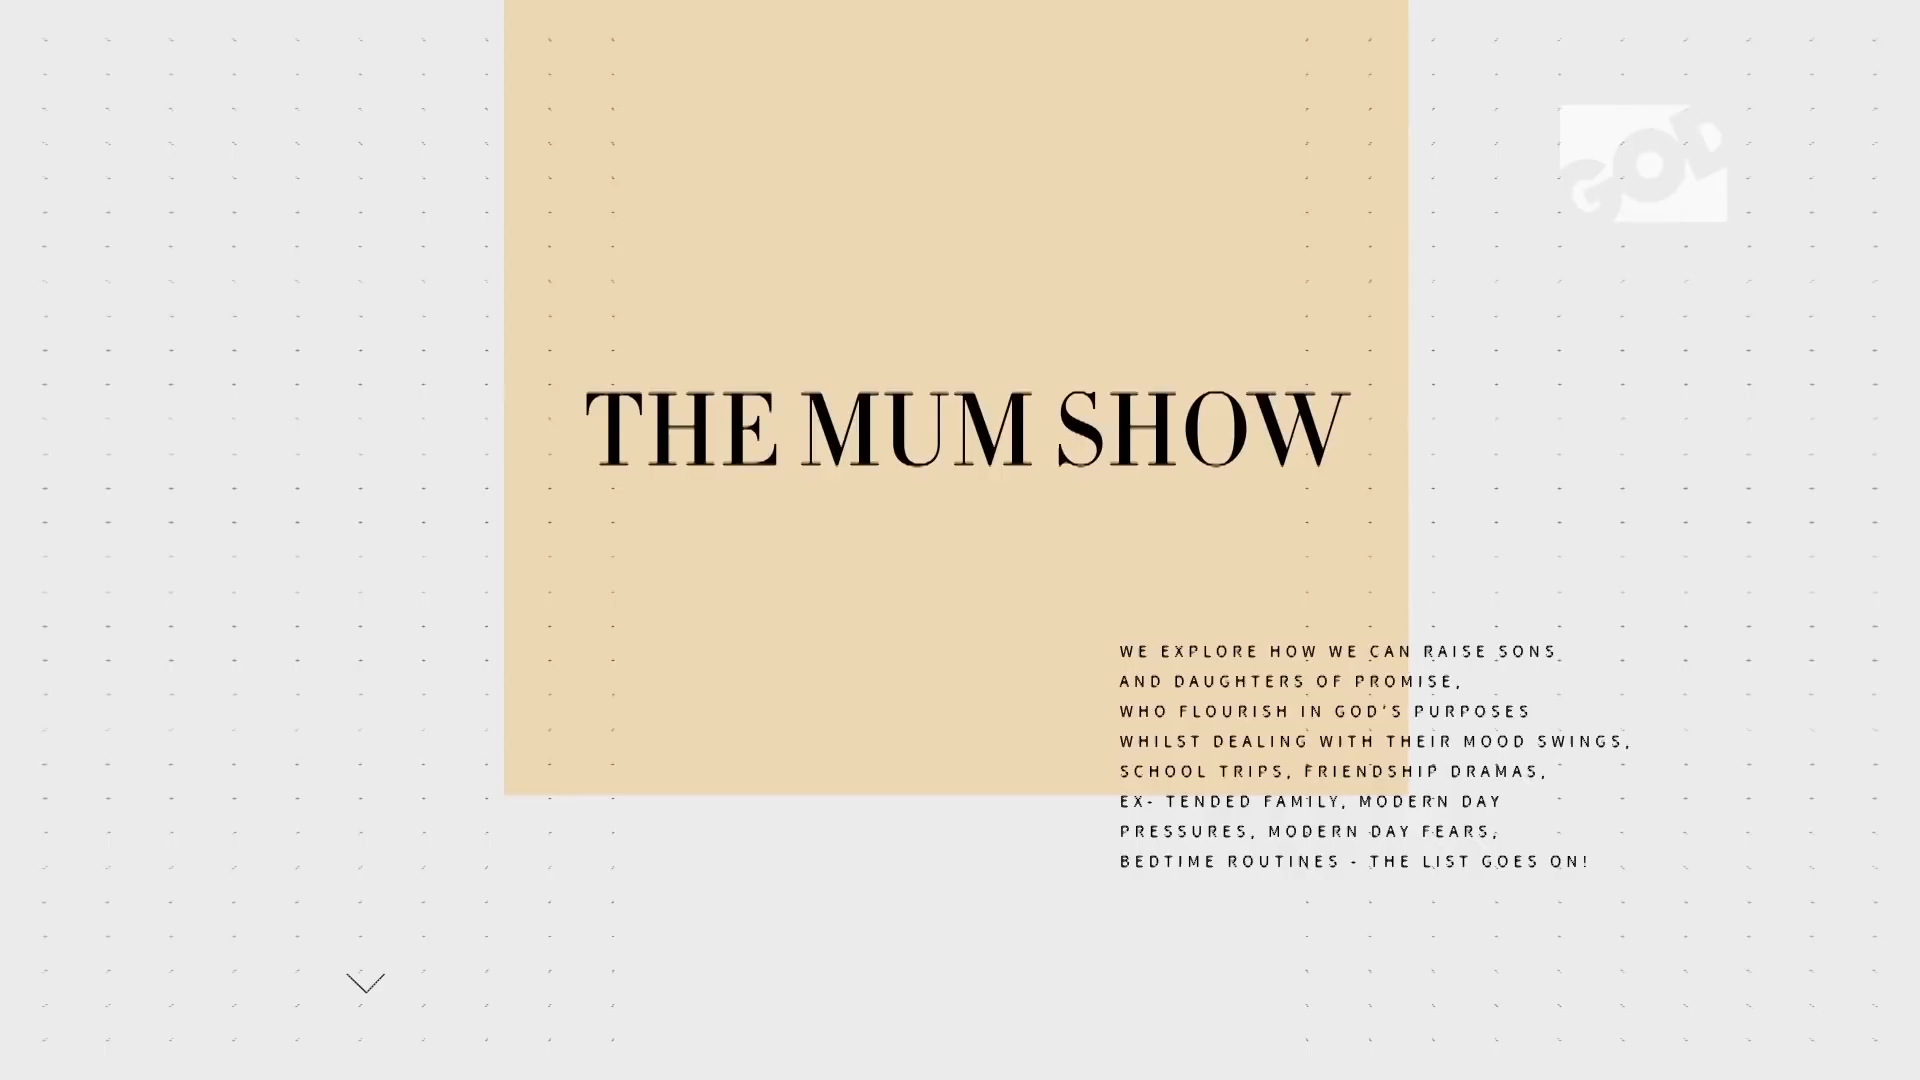 GOD
THE MUM SHOW
WE EXPLORE HOW WE CAN RAISE SONS
AND DAUGHTERS OF PROMISE,
WHO FLOURISH IN GOD'S PURPOSES
WHILST DEALING WITH THEIR MOOD SWINGS,
SCHOOL TRIPS, FRIENDSHIP DRAMAS,
EX- TENDED FAMILY, MODERN DAY
PRESSURES, MODERN DAY FEARS,
BEDTIME ROUTINES - THE LIST GOES ON!